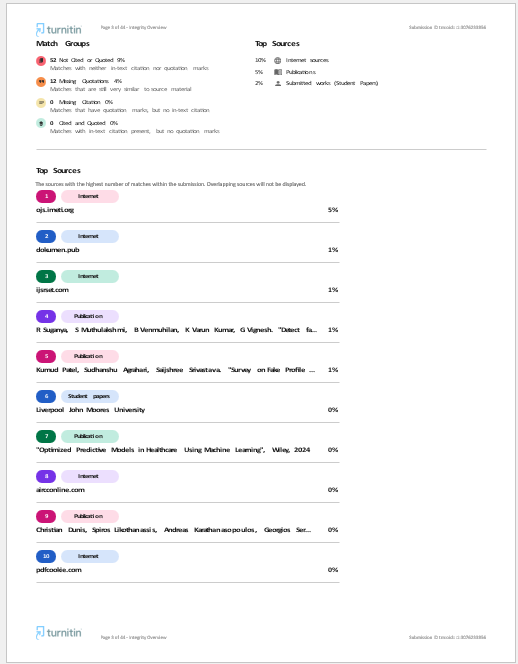 turnitin Page 5 of 44 - Integrity Overview Submission ID trn:oid:::1:3076283856
Match Groups Top Sources
52 Not Cited or Quoted 9%
Matches with neither in-text citation nor quotation marks
12 Missing Quotations 4%
Matches that are still very similar to source material
0 Missing Citation 0%
Matches that have quotation marks, but no in-text citation
0 Cited and Quoted 0%
Matches with in-text citation present, but no quotation marks
10% Internet sources
5% Publications
2% Submitted works (Student Papers)
Top Sources
The sources with the highest number of matches within the submission. Overlapping sources will not be displayed.
1 Internet
ojs.imeti.org 5%
2 Internet
dokumen.pub 1%
3 Internet
ijsrset.com 1%
4 Publication
R Suganya, S Muthulakshmi, B Venmuhilan, K Varun Kumar, G Vignesh. "Detect fa... 1%
5 Publication
Kumud Patel, Sudhanshu Agrahari, Saijshree Srivastava. "Survey on Fake Profile ... 1%
6 Student papers
Liverpool John Moores University 0%
7 Publication
"Optimized Predictive Models in Healthcare Using Machine Learning", Wiley, 2024 0%
8 Internet
aircconline.com 0%
9 Publication
Christian Dunis, Spiros Likothanassis, Andreas Karathanasopoulos, Georgios Ser... 0%
10 Internet
pdfcookie.com 0%
turnitin Page 5 of 44 - Integrity Overview